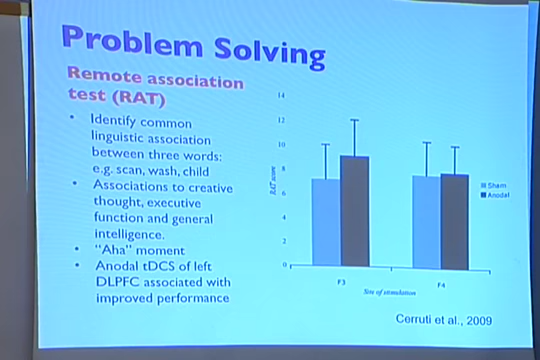 Problem Solving
Remote association
test (RAT)
• Identify common
linguistic association
between three words:
e.g. scan, wash, child
• Associations to creative
thought, executive
function and general
intelligence.
• "Aha" moment
• Anodal tDCS of left
DLPFC associated with
improved performance
14
12
10
8
6
4
2
0
RAT score
F3
F4
Site of stimulation
Sham
Anodal
Cerruti et al., 2009